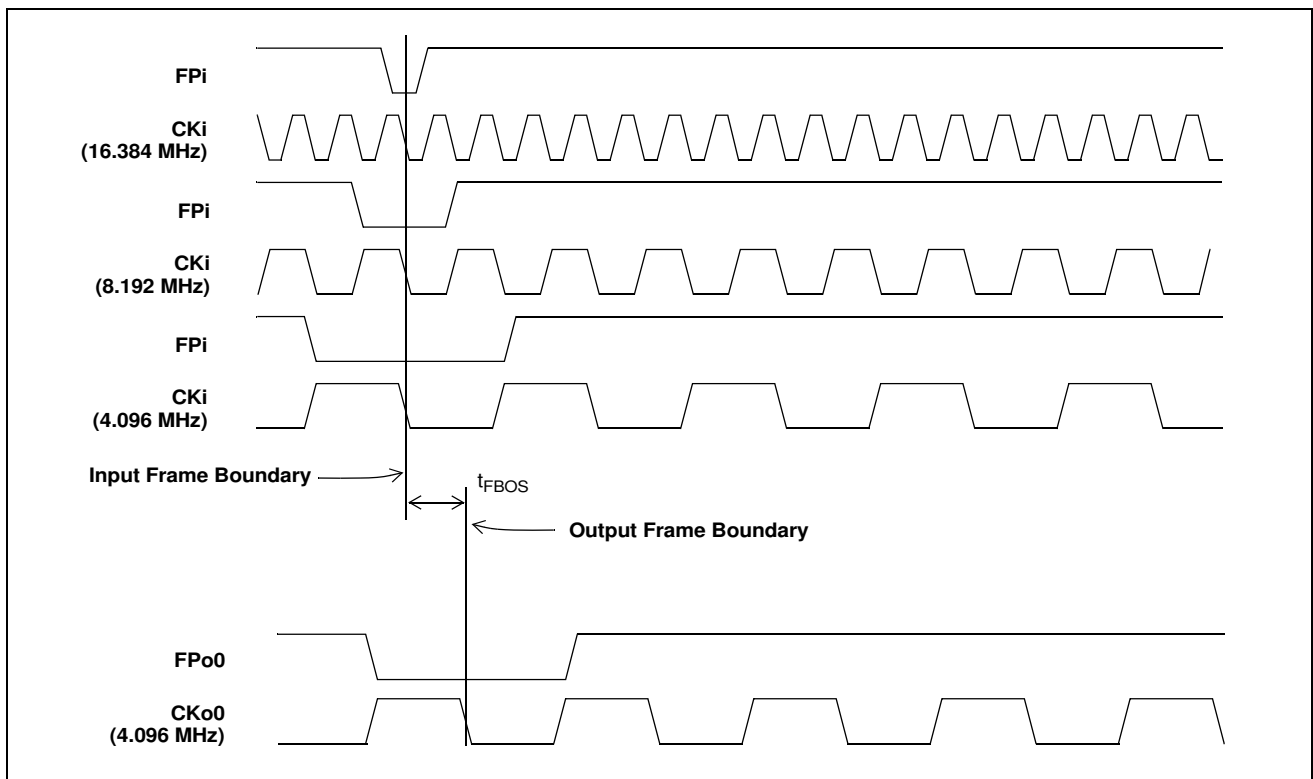 FPi
CKi
(16.384 MHz)
FPi
CKi
(8.192 MHz)
FPi
CKi
(4.096 MHz)
Input Frame Boundary
tFBOS
Output Frame Boundary
FPo0
CKo0
(4.096 MHz)